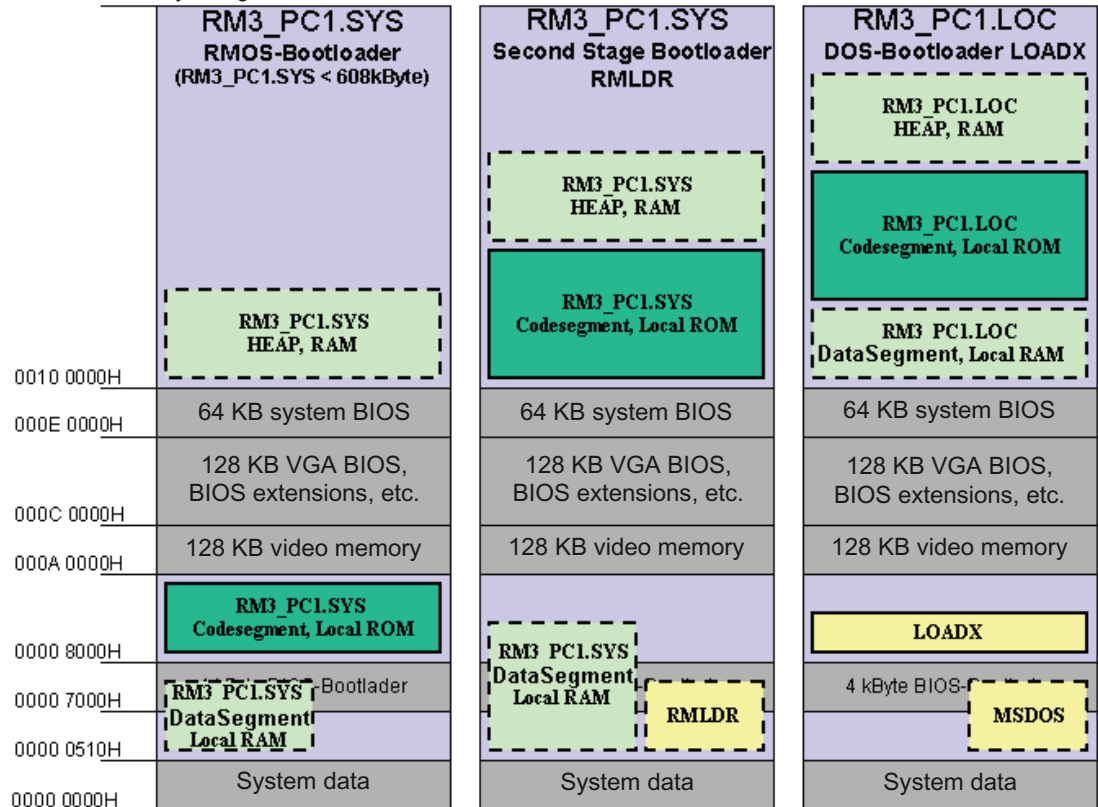 RM3_PC1.SYS
RMOS-Bootloader
(RM3_PC1.SYS < 608kByte)
RM3_PC1.SYS
HEAP, RAM
64 KB system BIOS
128 KB VGA BIOS,
BIOS extensions, etc.
128 KB video memory
RM3_PC1.SYS
Codesegment, Local ROM
-Bootlader
RM3 PC1.SYS
DataSegment
Local RAM
System data
RM3_PC1.SYS
Second Stage Bootloader
RMLDR
RM3_PC1.SYS
HEAP, RAM
RM3_PC1.SYS
Codesegment, Local ROM
64 KB system BIOS
128 KB VGA BIOS,
BIOS extensions, etc.
128 KB video memory
RM3 PC1.SYS
DataSegment
Local RAM
RMLDR
System data
RM3_PC1.LOC
DOS-Bootloader LOADX
RM3_PC1.LOC
HEAP, RAM
RM3_PC1.LOC
Codesegment, Local ROM
RM3 PC1.LOC
DataSegment, Local RAM
64 KB system BIOS
128 KB VGA BIOS,
BIOS extensions, etc.
128 KB video memory
LOADX
4 kByte BIOS-
MSDOS
System data
0010 0000H
000E 0000H
000C 0000H
000A 0000H
0000 8000H
0000 7000H
0000 0510H
0000 0000H